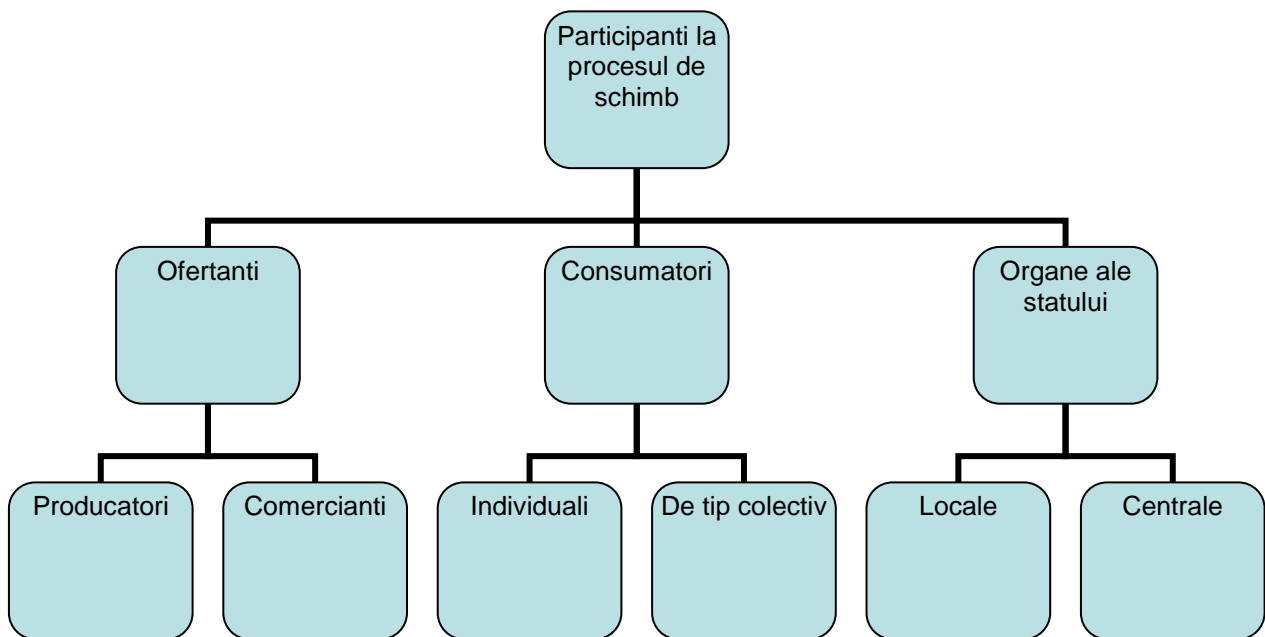 Participanti la
procesul de
schimb
Ofertanti
Consumatori
Organe ale
statului
Producatori
Comercianti
Individuali
De tip colectiv
Locale
Centrale